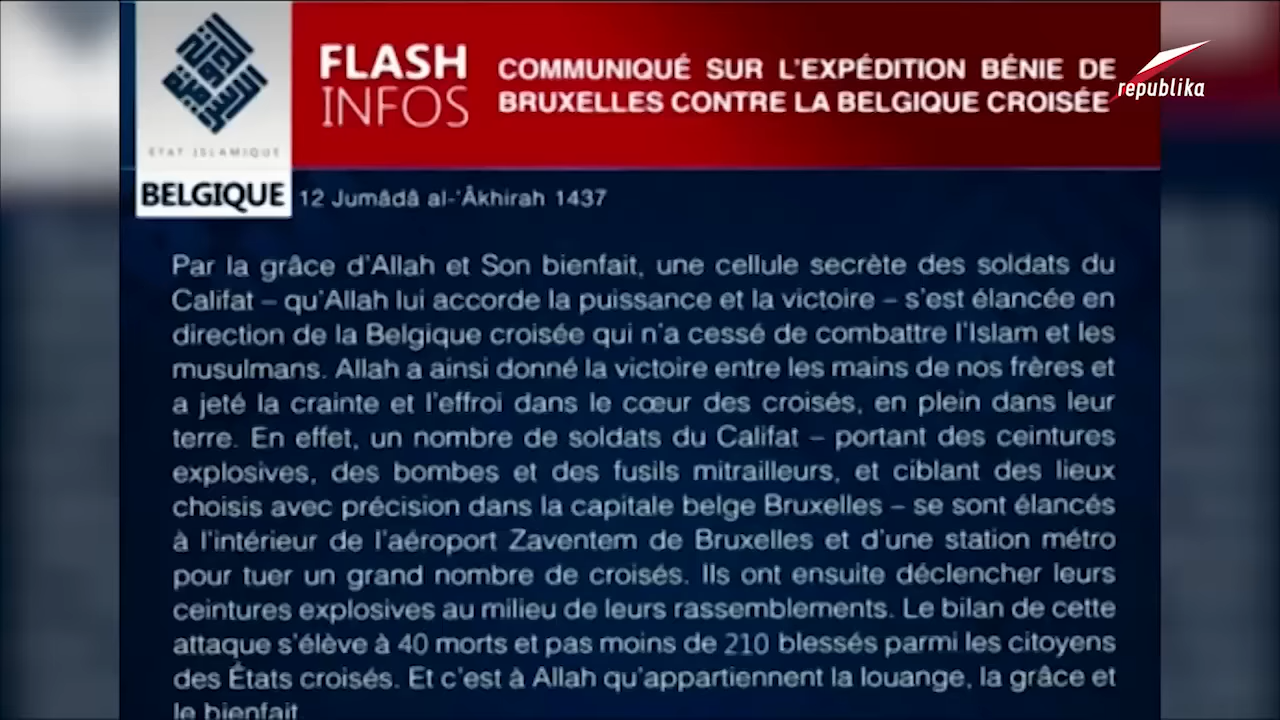 republika
FLASH
INFOS
COMMUNIQUÉ SUR L'EXPÉDITION BÉNIE DE
BRUXELLES CONTRE LA BELGIQUE CROISÉE
ÉTAT ISLAMIQUE
BELGIQUE
12 Jumâdâ al-'Âkhirah 1437
Par la grâce d'Allah et Son bienfait, une cellule secrète des soldats du
Califat – qu'Allah lui accorde la puissance et la victoire – s'est élancée en
direction de la Belgique croisée qui n'a cessé de combattre l'Islam et les
musulmans. Allah a ainsi donné la victoire entre les mains de nos frères et
a jeté la crainte et l'effroi dans le cœur des croisés, en plein dans leur
terre. En effet, un nombre de soldats du Califat – portant des ceintures
explosives, des bombes et des fusils mitrailleurs, et ciblant des lieux
choisis avec précision dans la capitale belge Bruxelles – se sont élancés
à l'intérieur de l'aéroport Zaventem de Bruxelles et d'une station métro
pour tuer un grand nombre de croisés. Ils ont ensuite déclencher leurs
ceintures explosives au milieu de leurs rassemblements. Le bilan de cette
attaque s'élève à 40 morts et pas moins de 210 blessés parmi les citoyens
des États croisés. Et c'est à Allah qu'appartiennent la louange, la grâce et
le bienfait